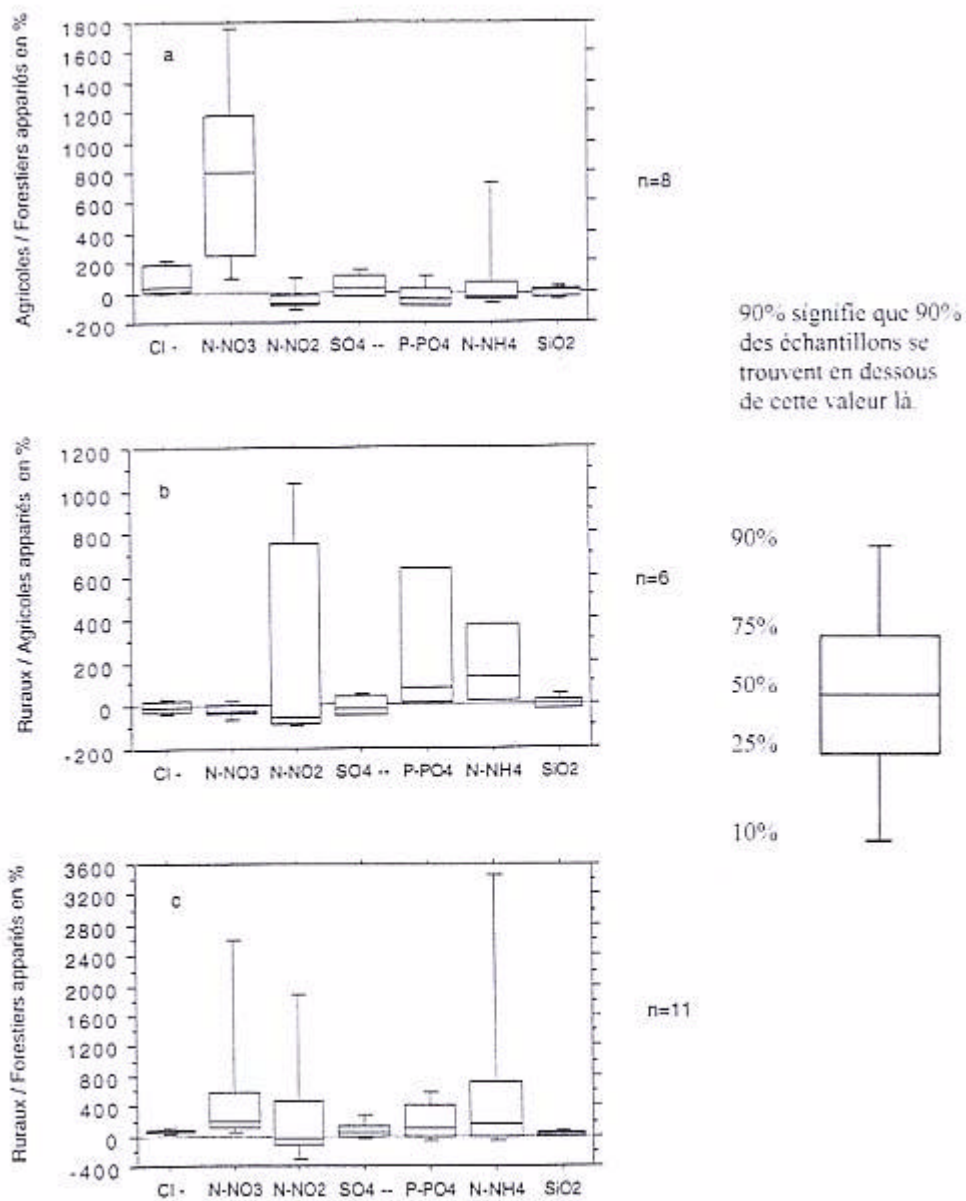 Agricoles / Forestiers appariés en %
1800
1600
1400
1200
1000
800
600
400
200
0
-200
a
Cl - N-NO3 N-NO2 SO4 -- P-PO4 N-NH4 SiO2
n=8
90% signifie que 90%
des échantillons se
trouvent en dessous
de cette valeur là.
Ruraux / Agricoles appariés en %
1200
1000
800
600
400
200
0
-200
b
Cl - N-NO3 N-NO2 SO4 -- P-PO4 N-NH4 SiO2
n=6
90%
75%
50%
25%
10%
Ruraux / Forestiers appariés en %
3600
3200
2800
2400
2000
1600
1200
800
400
0
-400
c
Cl - N-NO3 N-NO2 SO4 -- P-PO4 N-NH4 SiO2
n=11